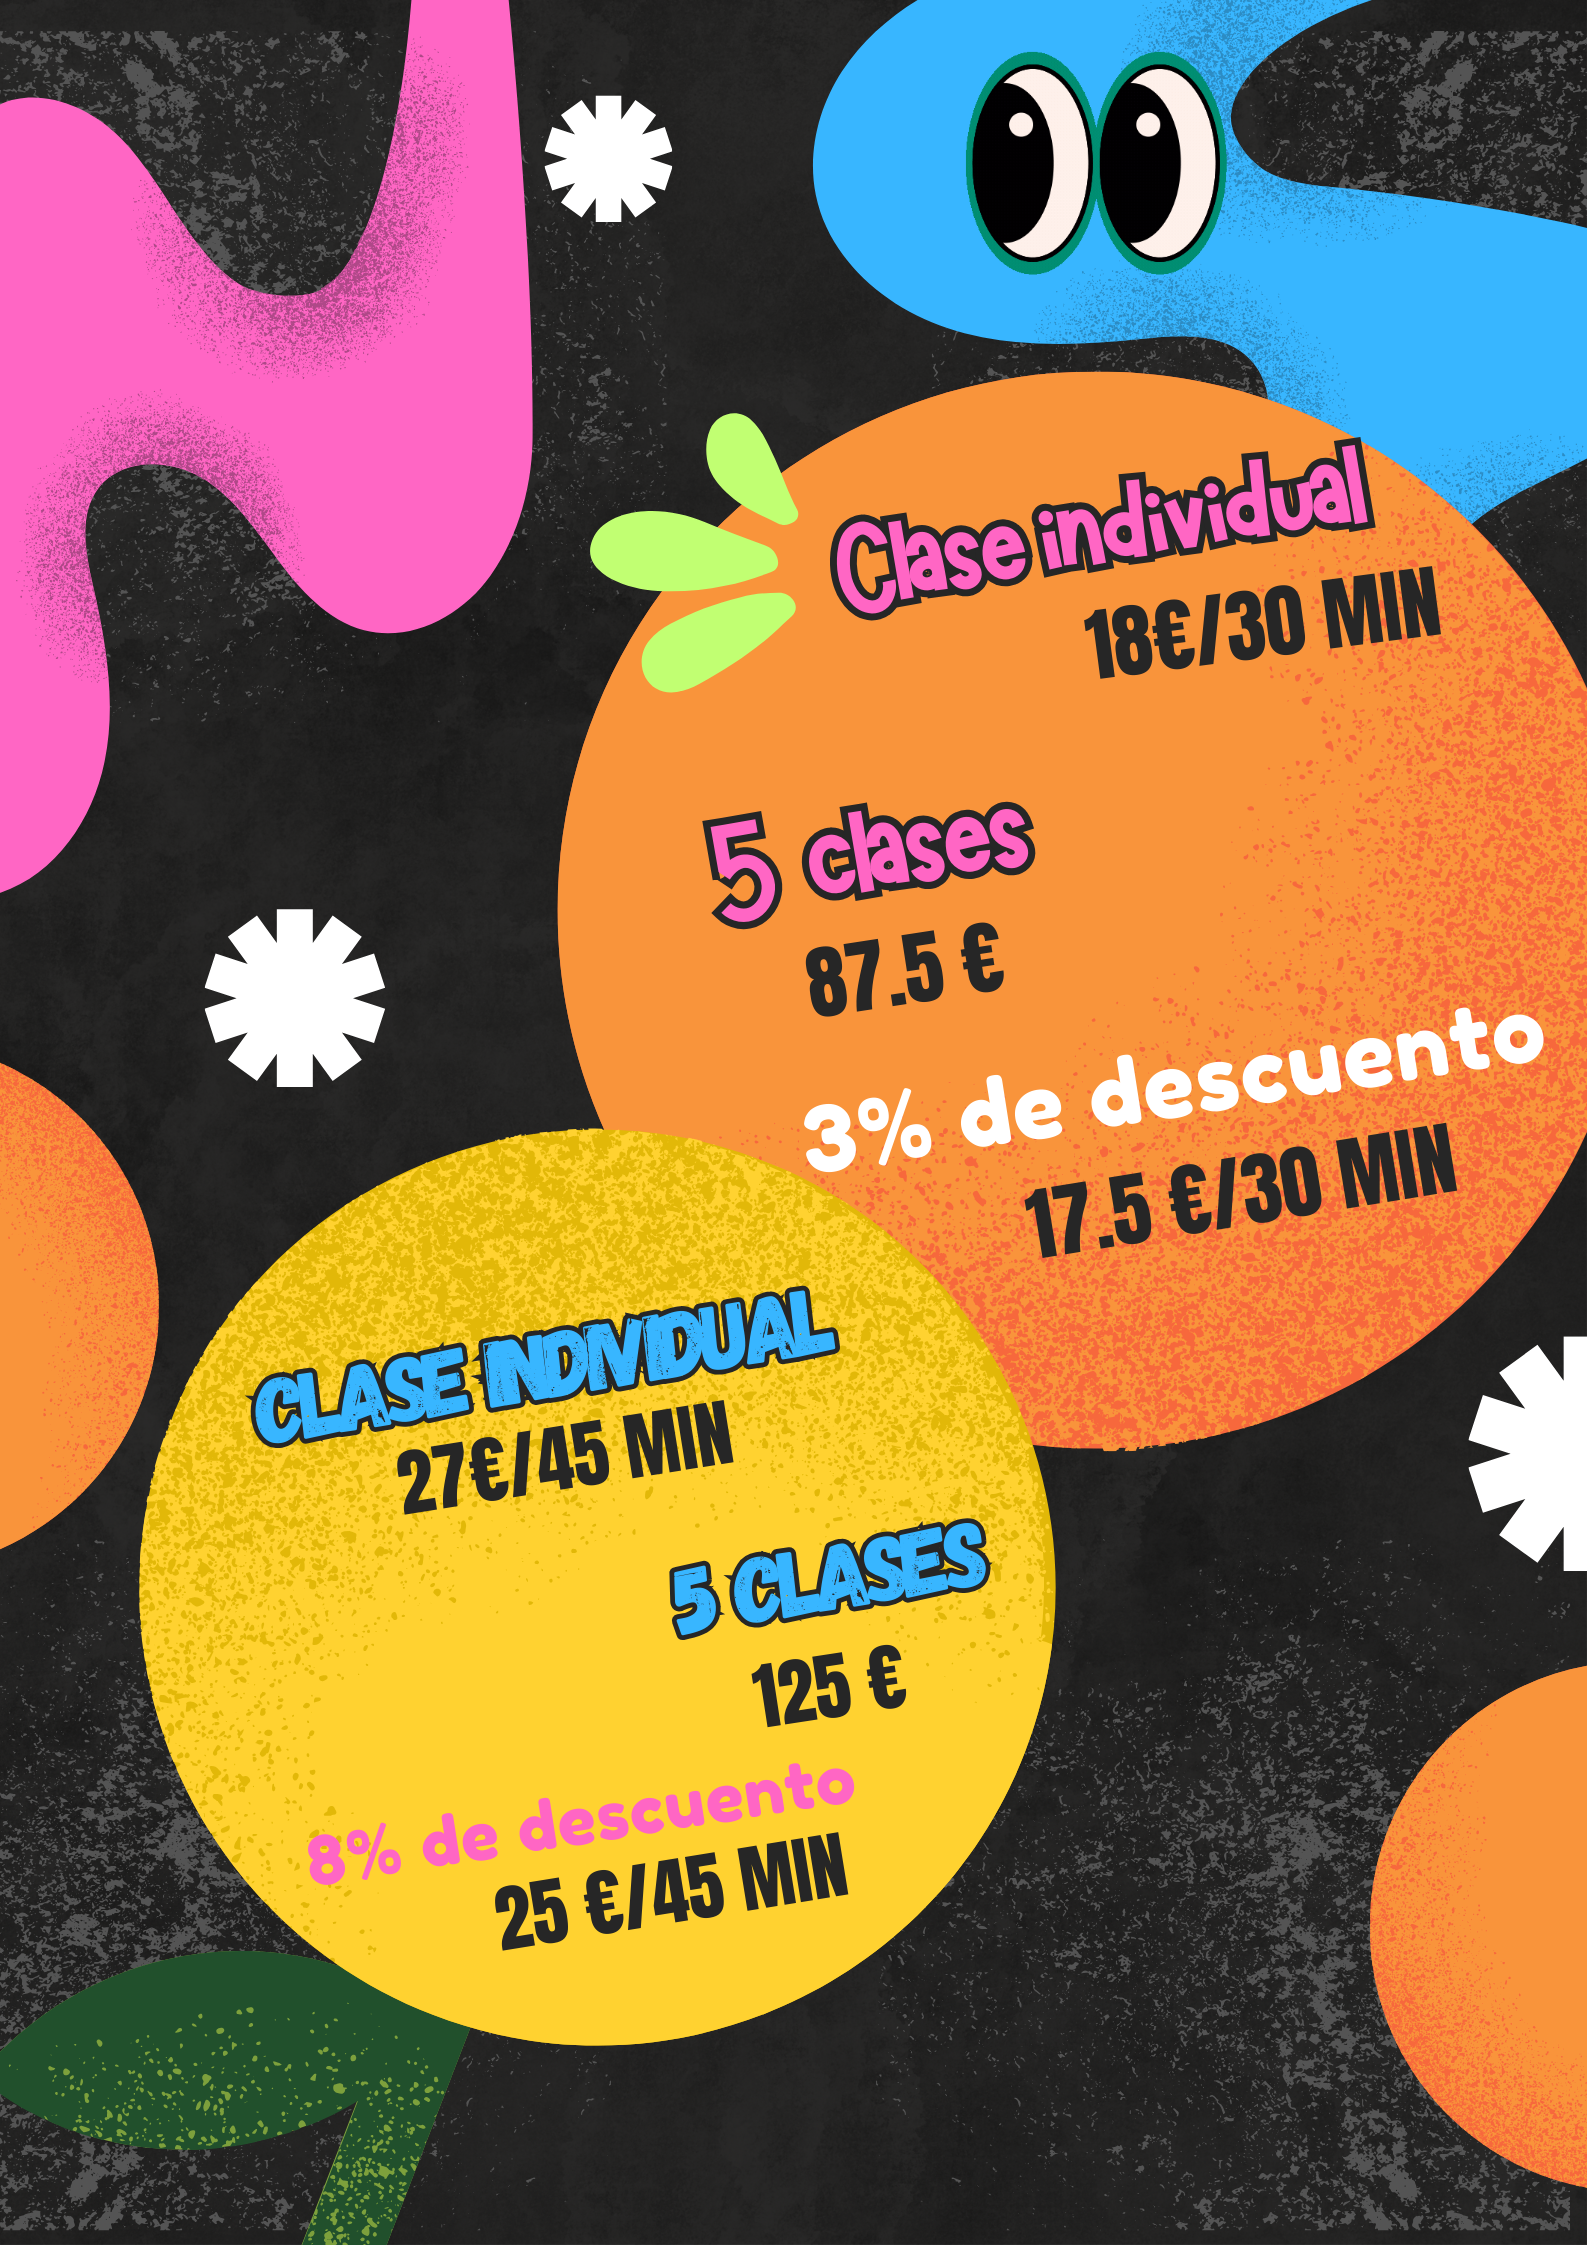 Clase individual
18€/30 MIN
5 clases
87.5 €
3% de descuento
17.5 €/30 MIN
CLASE INDIVIDUAL
27€/45 MIN
5 CLASES
125 €
8% de descuento
25 €/45 MIN